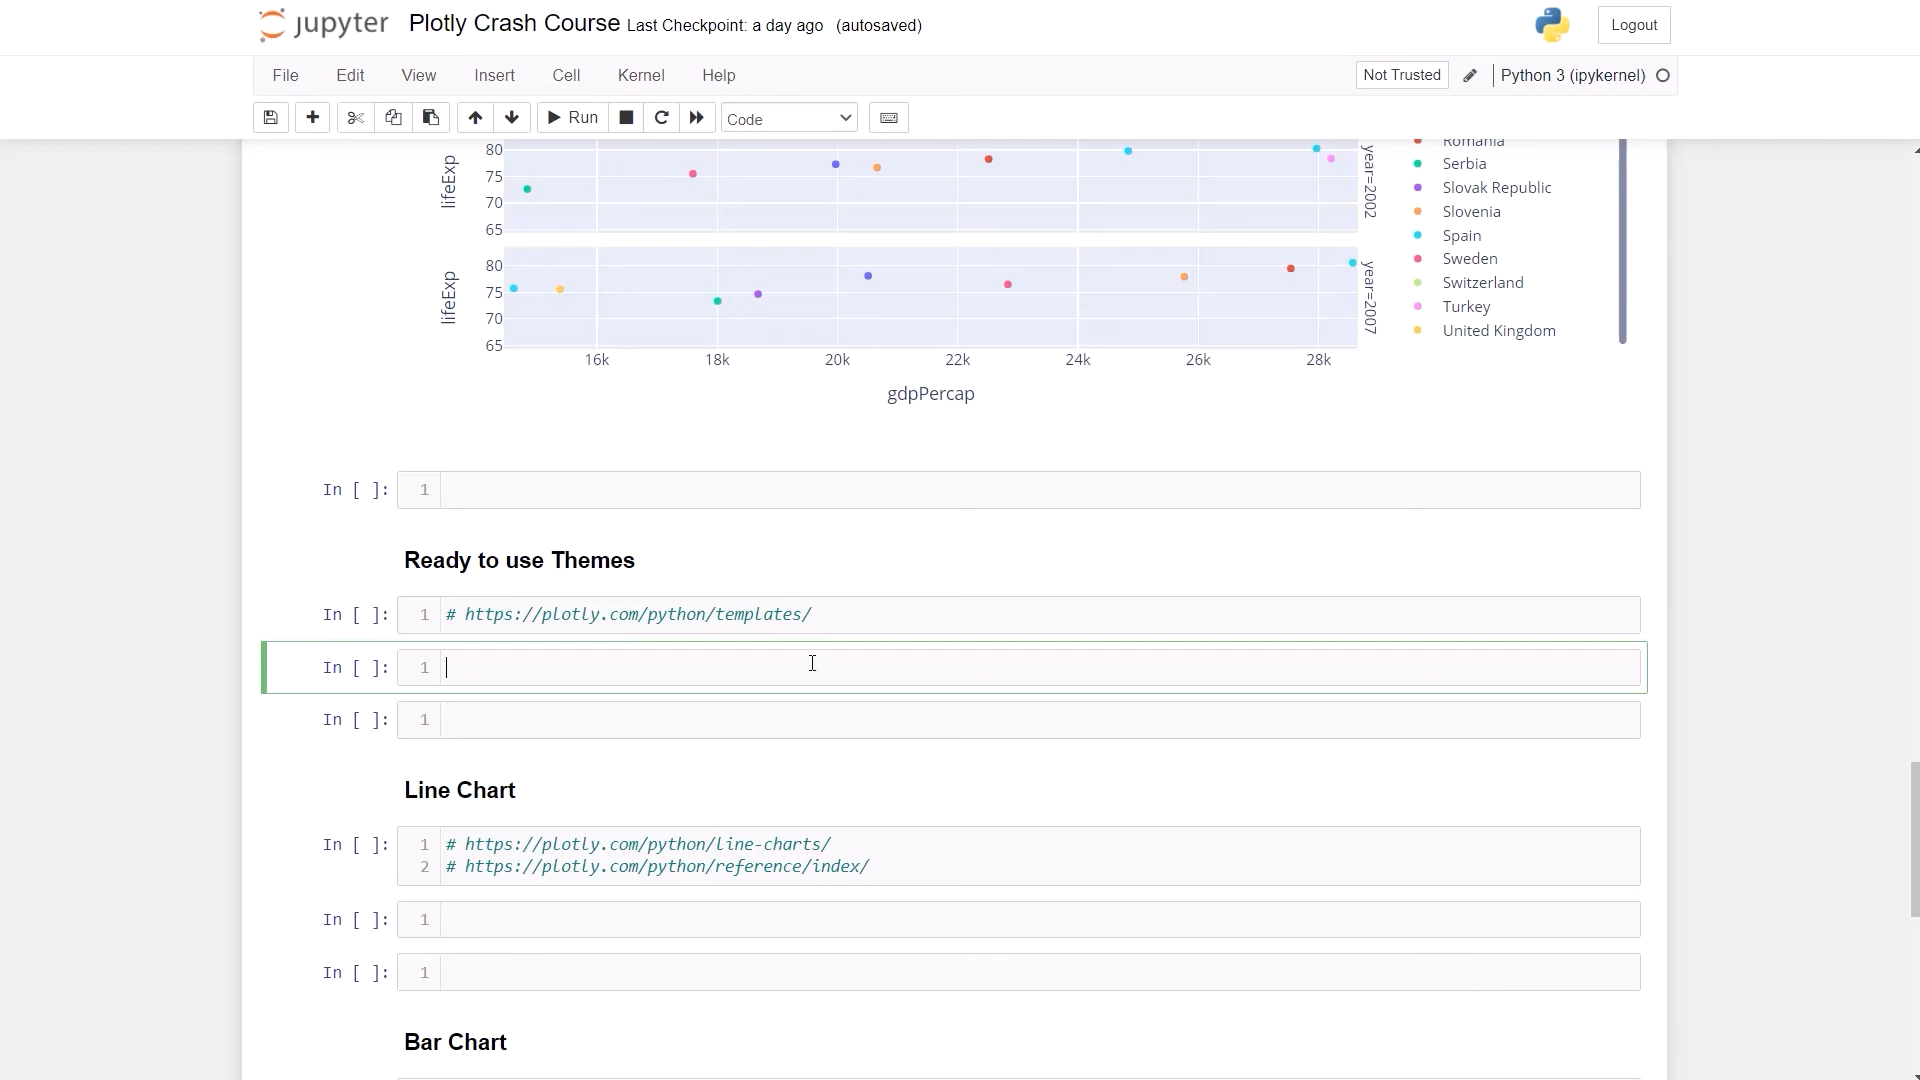 jupyter Plotly Crash Course Last Checkpoint: a day ago (autosaved) Logout
File Edit View Insert Cell Kernel Help Not Trusted Python 3 (ipykernel)
Run Code
lifeExp
80
75
70
65
year=2002
lifeExp
80
75
70
65
year=2007
16k 18k 20k 22k 24k 26k 28k
gdpPercap
Romania
Serbia
Slovak Republic
Slovenia
Spain
Sweden
Switzerland
Turkey
United Kingdom
In [ ]: 1
Ready to use Themes
In [ ]: 1 # https://plotly.com/python/templates/
In [ ]: 1
In [ ]: 1
Line Chart
In [ ]: 1 # https://plotly.com/python/line-charts/
2 # https://plotly.com/python/reference/index/
In [ ]: 1
In [ ]: 1
Bar Chart